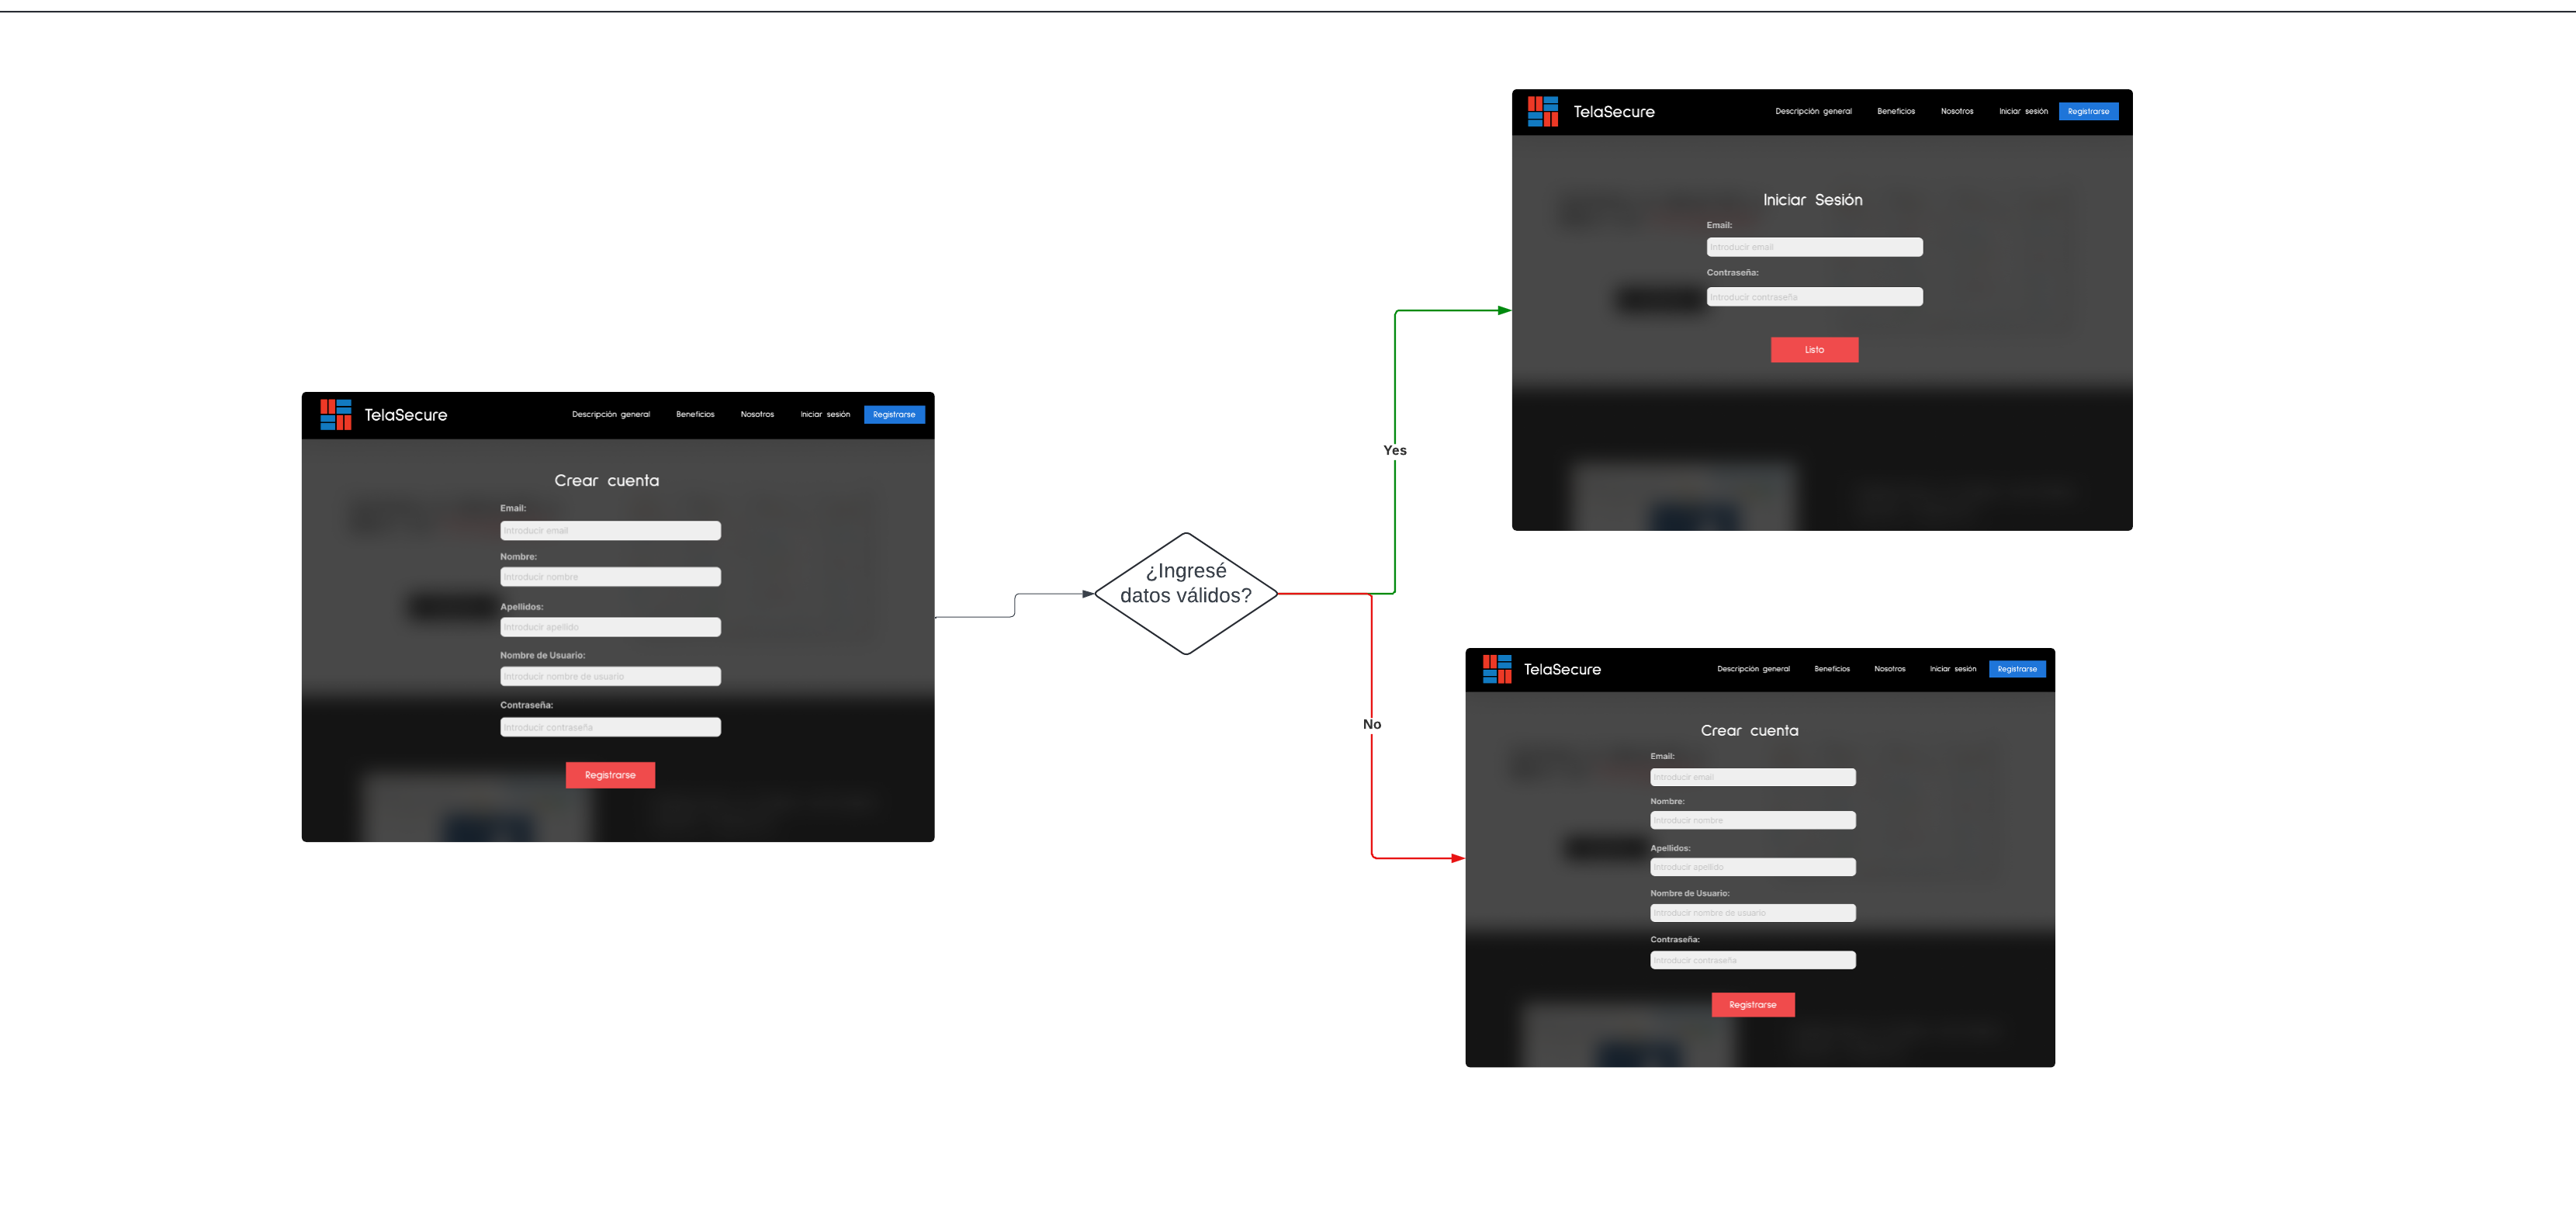 TelaSecure
Descripción general Beneficios Nosotros Iniciar sesión Registrarse
Crear cuenta
Email:
Introducir email
Nombre:
Introducir nombre
Apellidos:
Introducir apellido
Nombre de Usuario:
Introducir nombre de usuario
Contraseña:
Introducir contraseña
Registrarse
¿Ingresé
datos válidos?
Yes
TelaSecure
Descripción general Beneficios Nosotros Iniciar sesión Registrarse
Iniciar Sesión
Email:
Introducir email
Contraseña:
Introducir contraseña
Listo
No
TelaSecure
Descripción general Beneficios Nosotros Iniciar sesión Registrarse
Crear cuenta
Email:
Introducir email
Nombre:
Introducir nombre
Apellidos:
Introducir apellido
Nombre de Usuario:
Introducir nombre de usuario
Contraseña:
Introducir contraseña
Registrarse